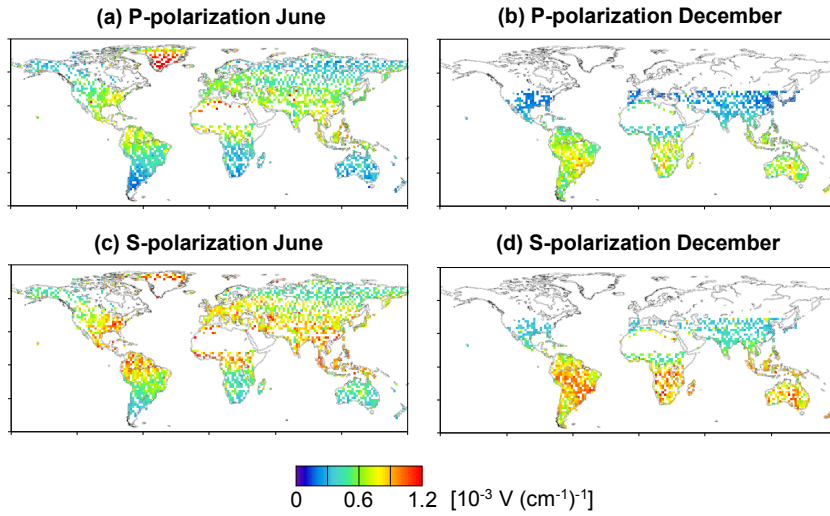 (a) P-polarization June
(b) P-polarization December
(c) S-polarization June
(d) S-polarization December
0 0.6 1.2 [10⁻³ V (cm⁻¹)⁻¹]